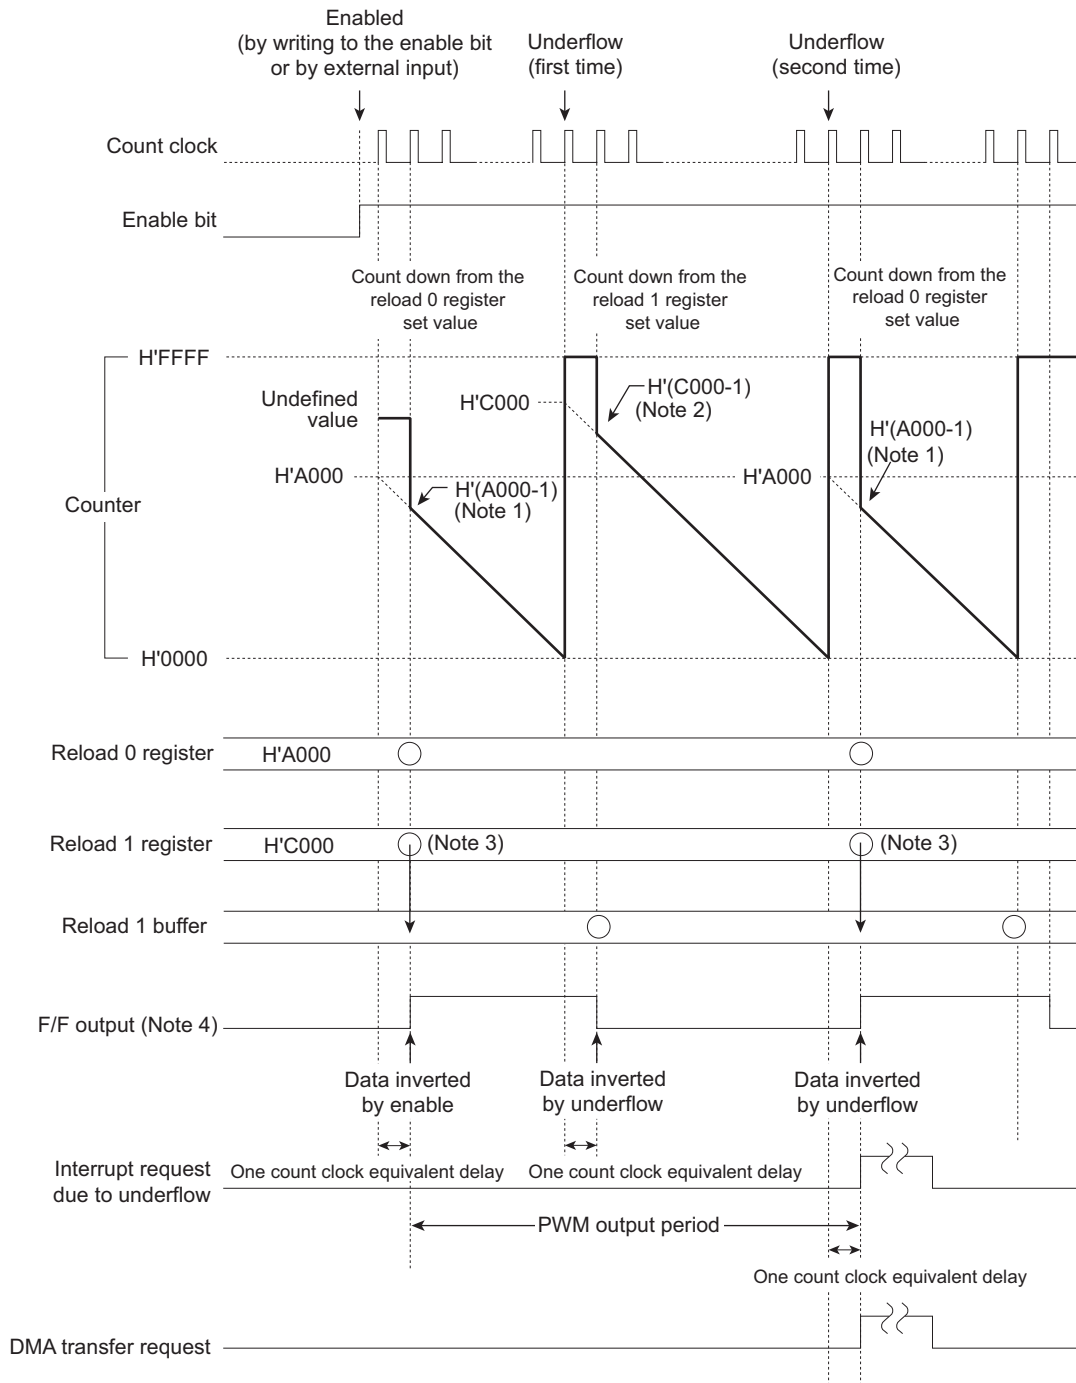 Enabled
(by writing to the enable bit
or by external input)
Underflow
(first time)
Underflow
(second time)
Count clock
Enable bit
Count down from the
reload 0 register
set value
Count down from the
reload 1 register
set value
Count down from the
reload 0 register
set value
H'FFFF
Undefined
value
H'C000
H'(C000-1)
(Note 2)
H'A000
H'(A000-1)
(Note 1)
H'A000
H'(A000-1)
(Note 1)
Counter
H'0000
Reload 0 register
H'A000
Reload 1 register
H'C000
(Note 3)
(Note 3)
Reload 1 buffer
F/F output (Note 4)
Data inverted
by enable
Data inverted
by underflow
Data inverted
by underflow
Interrupt request
due to underflow
One count clock equivalent delay
One count clock equivalent delay
PWM output period
One count clock equivalent delay
DMA transfer request